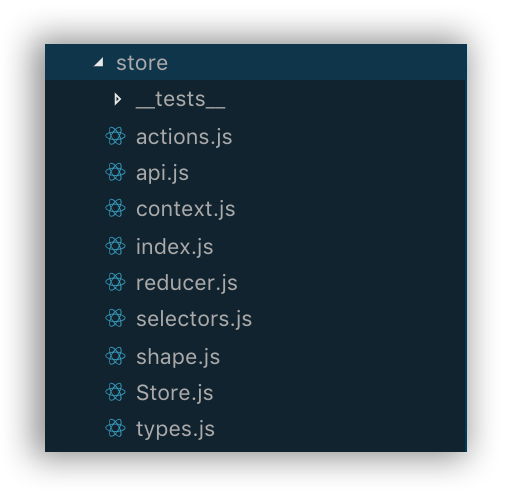 store
__tests__
actions.js
api.js
context.js
index.js
reducer.js
selectors.js
shape.js
Store.js
types.js